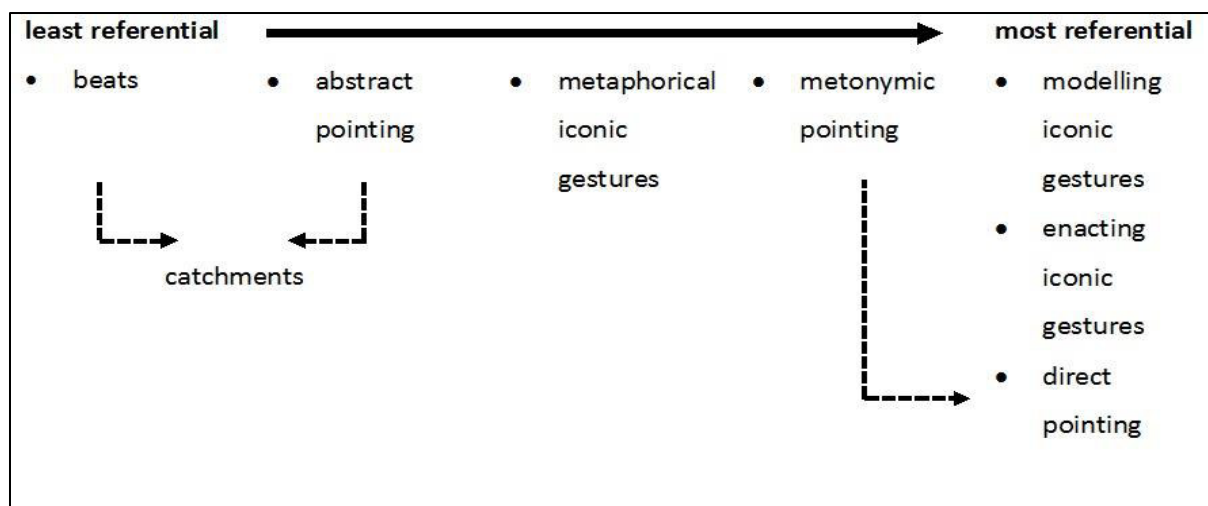 least referential most referential
• beats
• abstract
pointing
• metaphorical
iconic
gestures
• metonymic
pointing
• modelling
iconic
gestures
• enacting
iconic
gestures
• direct
pointing
catchments